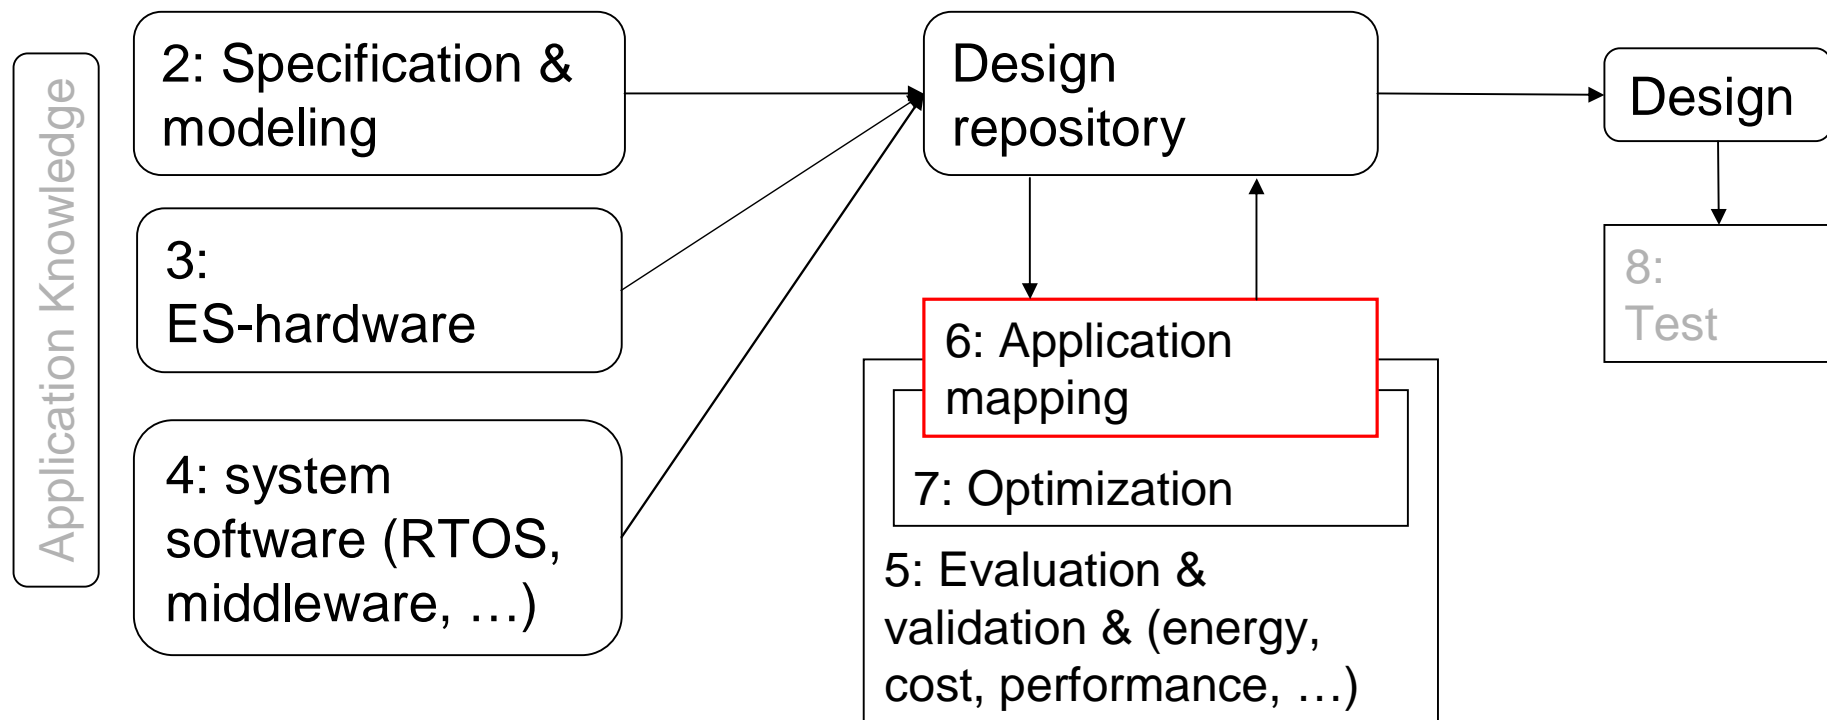 Application Knowledge
2: Specification &
modeling
3:
ES-hardware
4: system
software (RTOS,
middleware, …)
Design
repository
6: Application
mapping
7: Optimization
5: Evaluation &
validation & (energy,
cost, performance, …)
Design
8:
Test